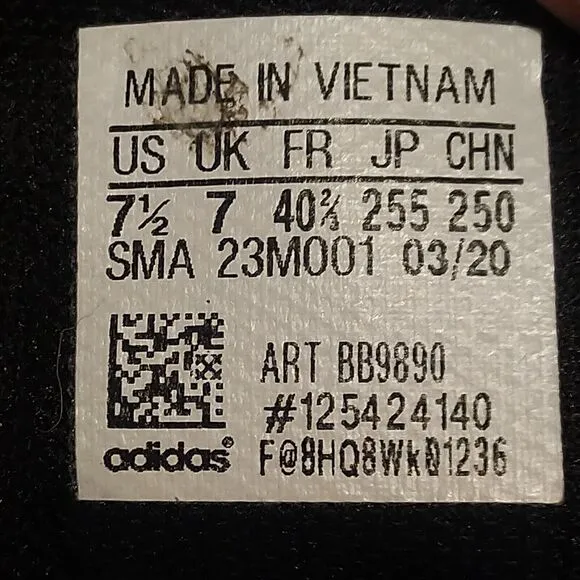 MADE IN VIETNAM
US UK FR JP CHN
7½ 7 40⅔ 255 250
SMA 23M001 03/20
ART BB9890
#125424140
adidas®